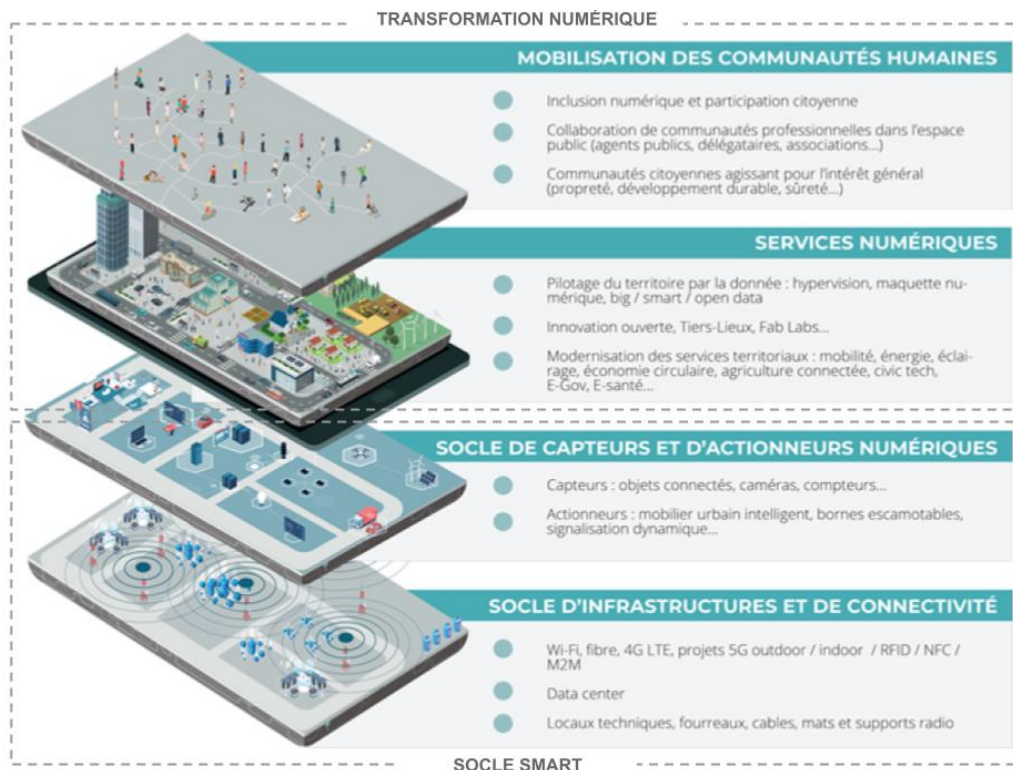 TRANSFORMATION NUMÉRIQUE
MOBILISATION DES COMMUNAUTÉS HUMAINES
Inclusion numérique et participation citoyenne
Collaboration de communautés professionnelles dans l'espace
public (agents publics, délégataires, associations...)
Communautés citoyennes agissant pour l'intérêt général
(propreté, développement durable, sûreté...)
SERVICES NUMÉRIQUES
Pilotage du territoire par la donnée : hypervision, maquette nu-
mérique, big / smart / open data
Innovation ouverte, Tiers-Lieux, Fab Labs...
Modernisation des services territoriaux : mobilité, énergie, éclai-
rage, économie circulaire, agriculture connectée, civic tech,
E-Gov, E-santé...
SOCLE DE CAPTEURS ET D'ACTIONNEURS NUMÉRIQUES
Capteurs : objets connectés, caméras, compteurs...
Actionneurs : mobilier urbain intelligent, bornes escamotables,
signalisation dynamique...
SOCLE D'INFRASTRUCTURES ET DE CONNECTIVITÉ
Wi-Fi, fibre, 4G LTE, projets 5G outdoor / indoor / RFID / NFC /
M2M
Data center
Locaux techniques, fourreaux, cables, mats et supports radio
SOCLE SMART